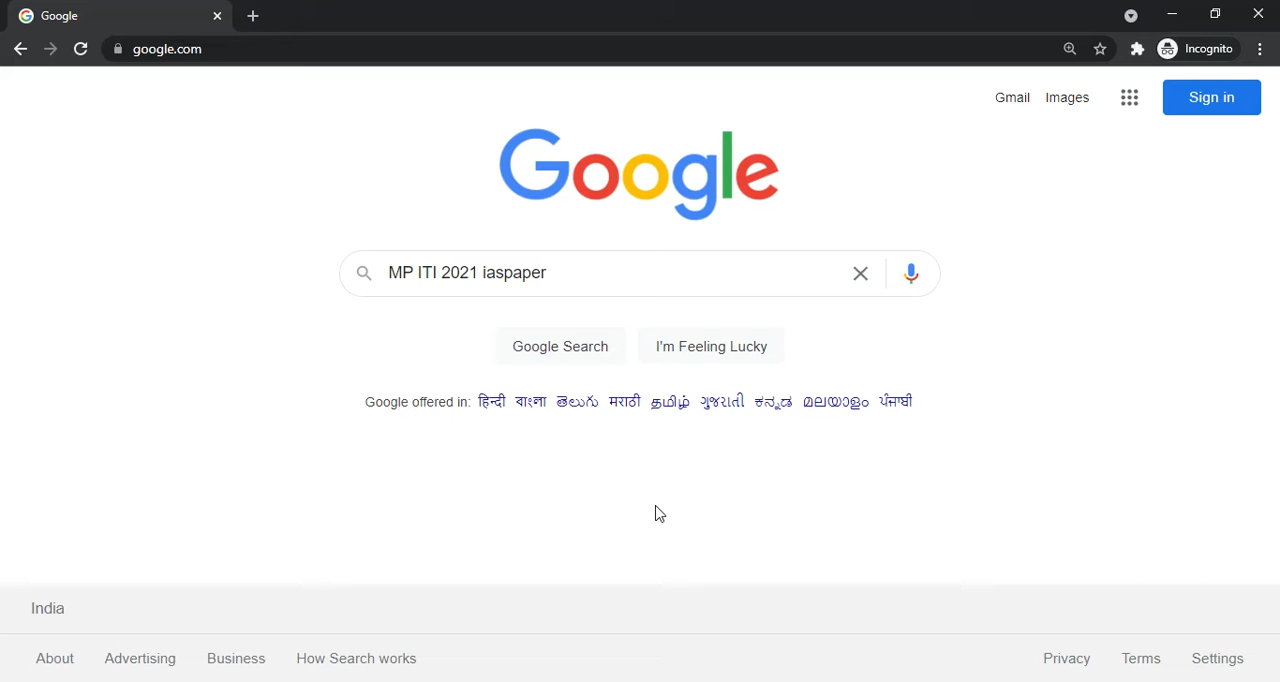 Google
google.com
Incognito
Gmail Images Sign in
Google
MP ITI 2021 iaspaper
Google Search I'm Feeling Lucky
Google offered in: हिन्दी বাংলা తెలుగు मराठी தமிழ் ગુજરાતી ಕನ್ನಡ മലയാളം ਪੰਜਾਬੀ
India
About Advertising Business How Search works Privacy Terms Settings